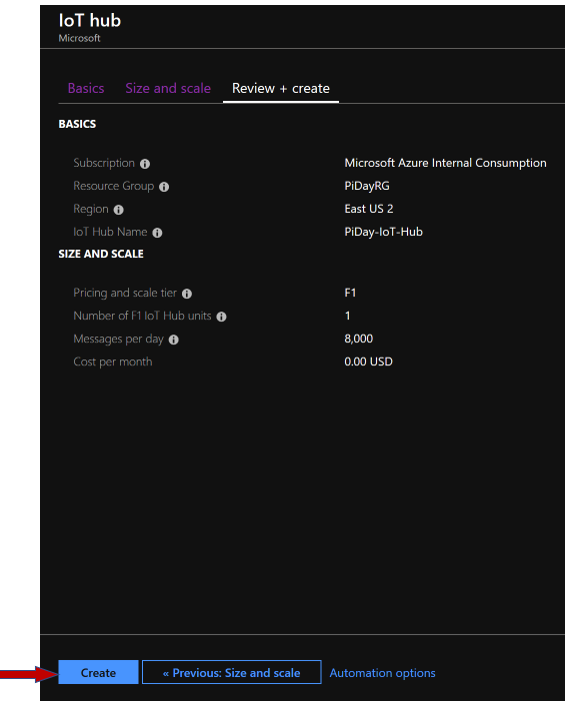 IoT hub
Microsoft
Basics Size and scale Review + create
BASICS
Subscription Microsoft Azure Internal Consumption
Resource Group PiDayRG
Region East US 2
IoT Hub Name PiDay-IoT-Hub
SIZE AND SCALE
Pricing and scale tier F1
Number of F1 IoT Hub units 1
Messages per day 8,000
Cost per month 0.00 USD
Create « Previous: Size and scale Automation options